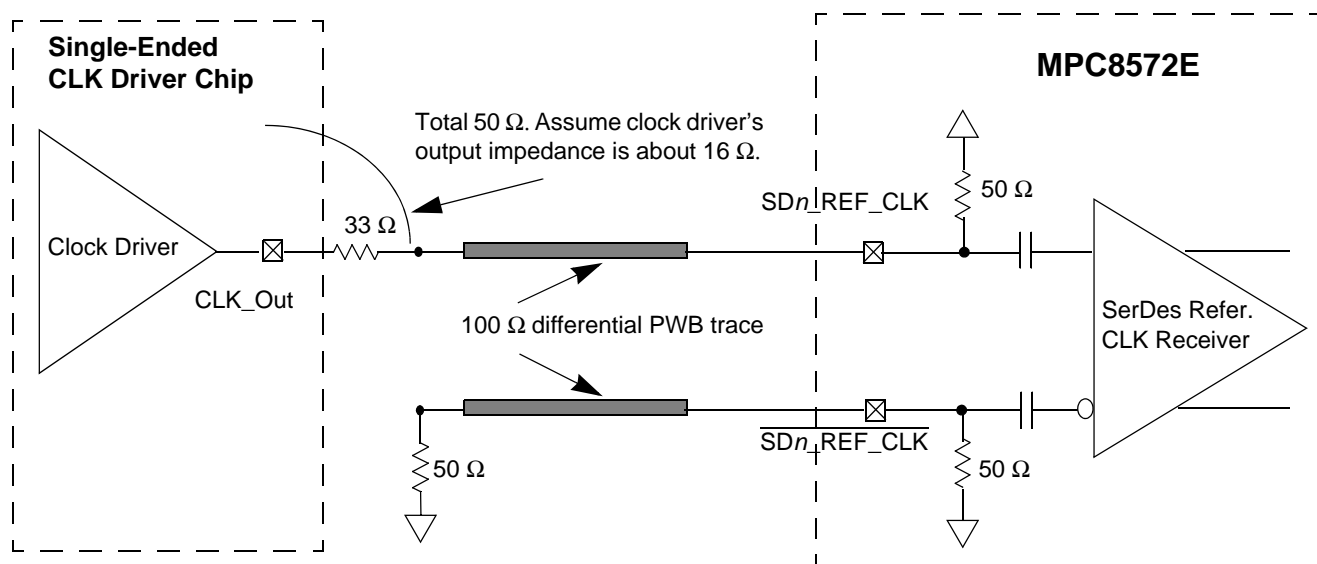 Single-Ended
CLK Driver Chip
MPC8572E
Total 50 Ω. Assume clock driver's
output impedance is about 16 Ω.
SDn_REF_CLK
50 Ω
33 Ω
Clock Driver
CLK_Out
100 Ω differential PWB trace
SerDes Refer.
CLK Receiver
SDn_REF_CLK
50 Ω
50 Ω